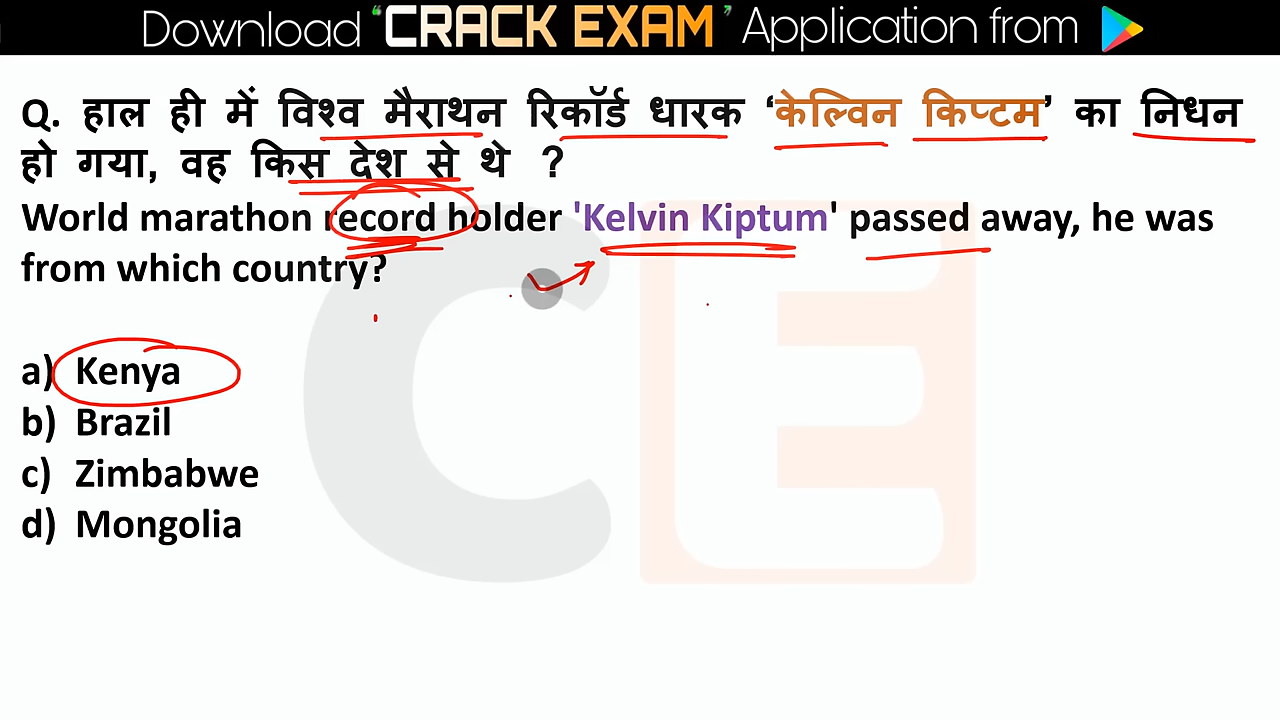 Download “CRACK EXAM” Application from
Q. हाल ही में विश्व मैराथन रिकॉर्ड धारक ‘केल्विन किप्टम’ का निधन
हो गया, वह किस देश से थे ?
World marathon record holder 'Kelvin Kiptum' passed away, he was
from which country?
a) Kenya
b) Brazil
c) Zimbabwe
d) Mongolia
CE